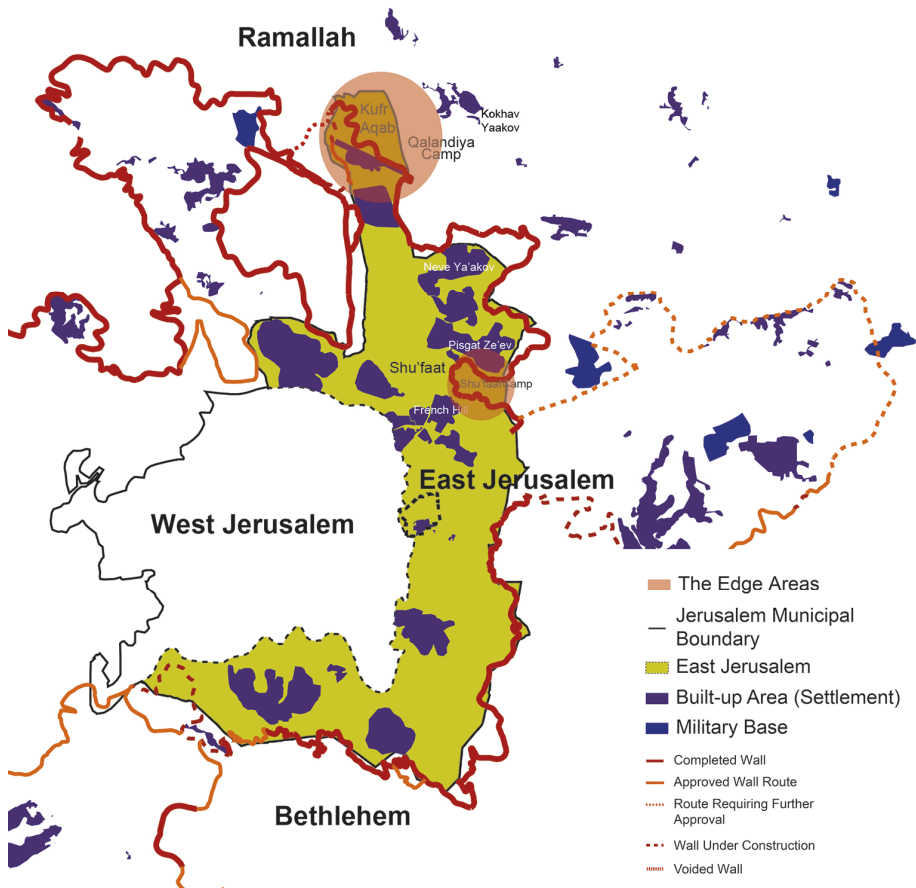 Ramallah
Kufr
Aqab
Kokhav
Yaakov
Qalandiya
Camp
Neve Ya'akov
Pisgat Ze'ev
Shu'faat
Shu'faat Camp
French Hill
East Jerusalem
West Jerusalem
Bethlehem
The Edge Areas
Jerusalem Municipal
Boundary
East Jerusalem
Built-up Area (Settlement)
Military Base
Completed Wall
Approved Wall Route
Route Requiring Further
Approval
Wall Under Construction
Voided Wall